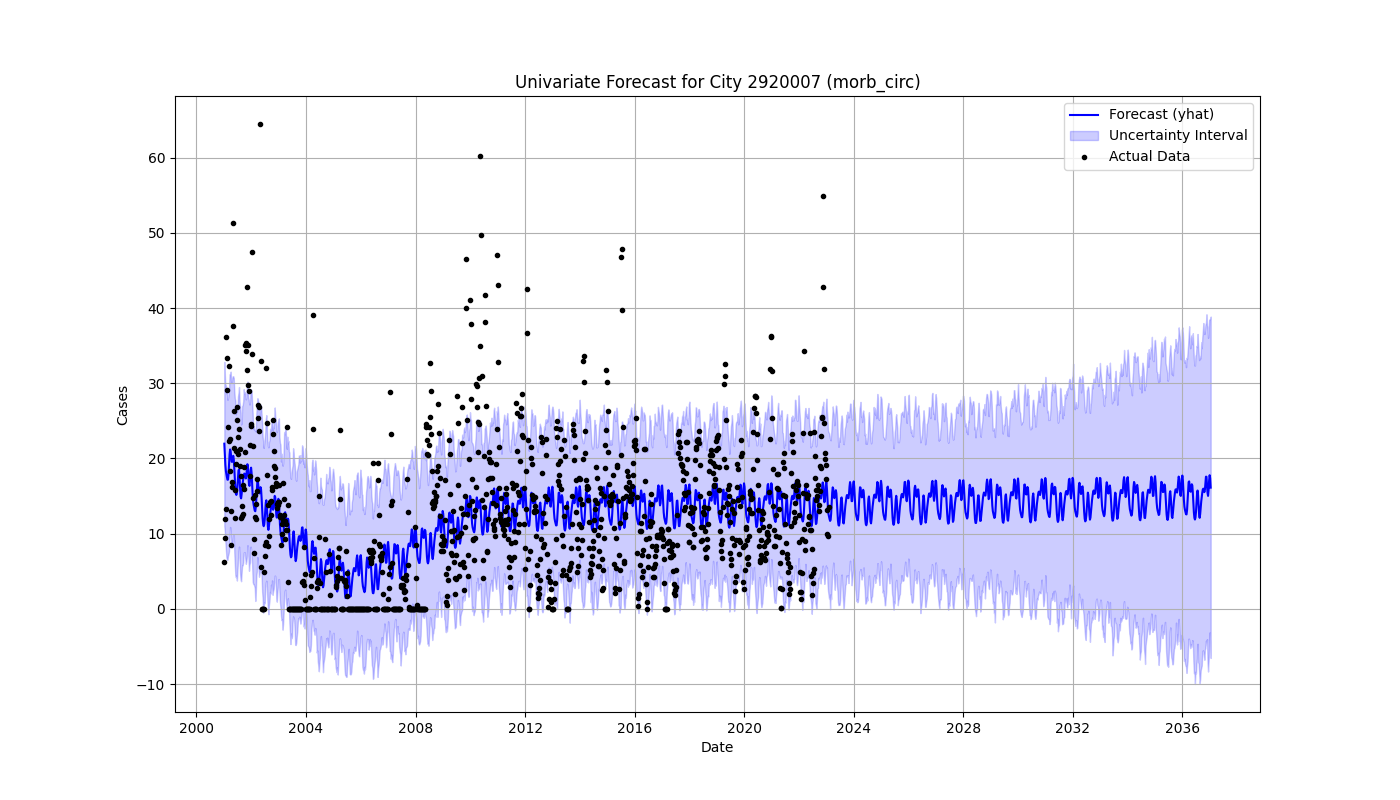 Univariate Forecast for City 2920007 (morb_circ)
Forecast (yhat)
Uncertainty Interval
Actual Data
Cases
60
50
40
30
20
10
0
−10
2000 2004 2008 2012 2016 2020 2024 2028 2032 2036
Date